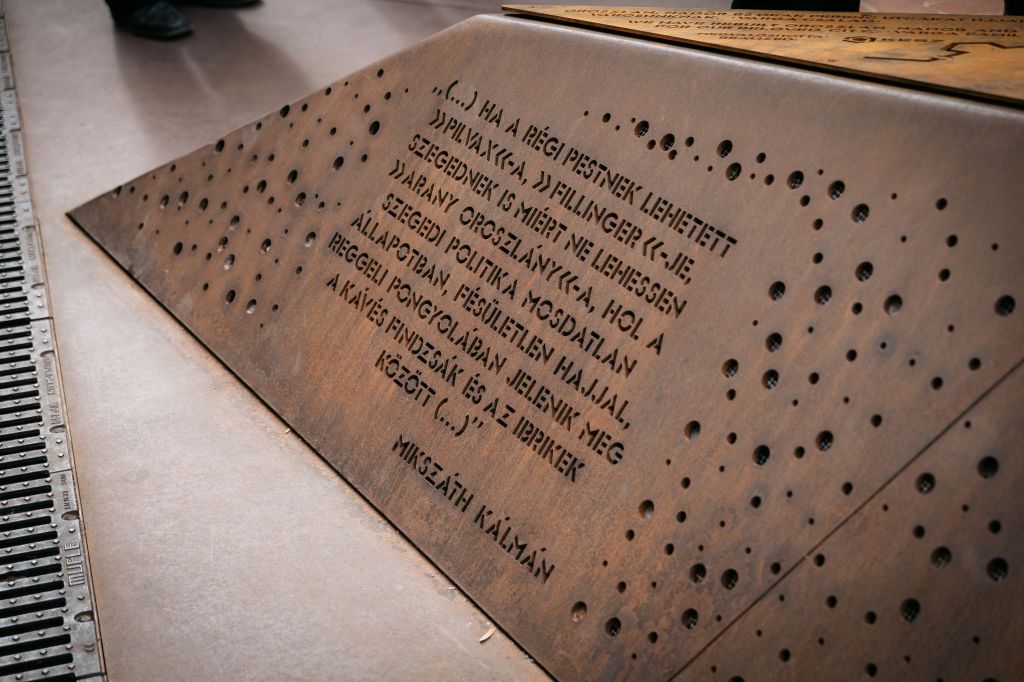 „(...) HA A RÉGI PESTNEK LEHETETT
»PILVAX«-A, »FILLINGER«-JE,
SZEGEDNEK IS MIÉRT NE LEHESSEN
»ARANY OROSZLÁNY«-A, HOL A
SZEGEDI POLITIKA MOSDATLAN
ÁLLAPOTBAN, FÉSÜLETLEN HAJJAL,
REGGELI PONGYOLÁBAN JELENIK MEG
A KÁVÉS FINDZSÁK ÉS AZ IBRIKEK
KÖZÖTT (...)”
MIKSZÁTH KÁLMÁN
MUFLE